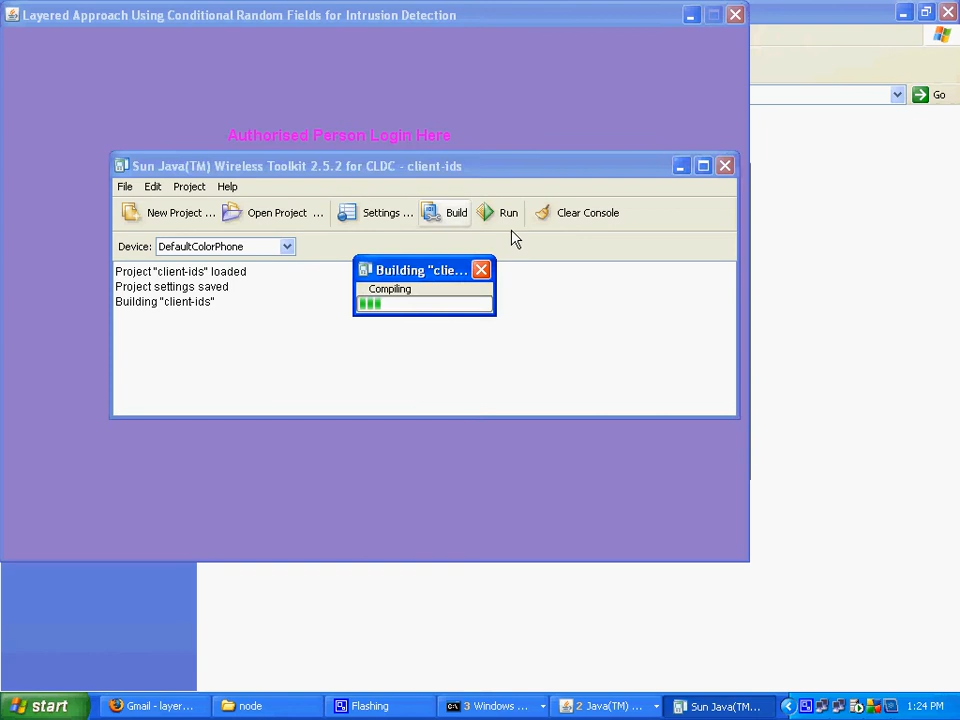 Layered Approach Using Conditional Random Fields for Intrusion Detection
Go
Authorised Person Login Here
Sun Java(TM) Wireless Toolkit 2.5.2 for CLDC - client-ids
File Edit Project Help
New Project ... Open Project ... Settings ... Build Run Clear Console
Device: DefaultColorPhone
Project "client-ids" loaded
Project settings saved
Building "client-ids"
Building "clie...
Compiling
start Gmail - layer... node Flashing 3 Windows ... 2 Java(TM) ... Sun Java(TM... 1:24 PM